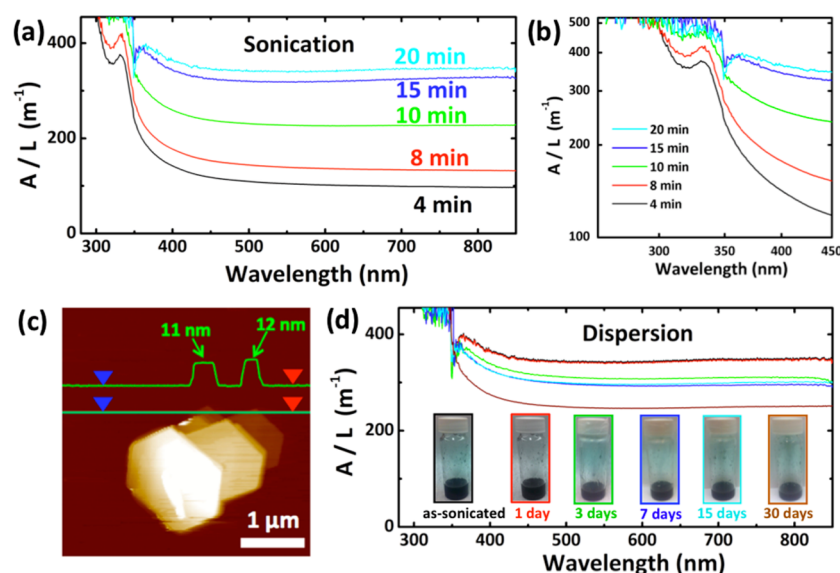 (a)
Sonication
20 min
15 min
10 min
8 min
4 min
A / L (m⁻¹)
400
200
0
300 400 500 600 700 800
Wavelength (nm)
(b)
A / L (m⁻¹)
500
400
300
200
100
20 min
15 min
10 min
8 min
4 min
300 350 400 450
Wavelength (nm)
(c)
11 nm
12 nm
1 μm
(d)
Dispersion
A / L (m⁻¹)
400
200
0
as-sonicated 1 day 3 days 7 days 15 days 30 days
300 400 500 600 700 800
Wavelength (nm)